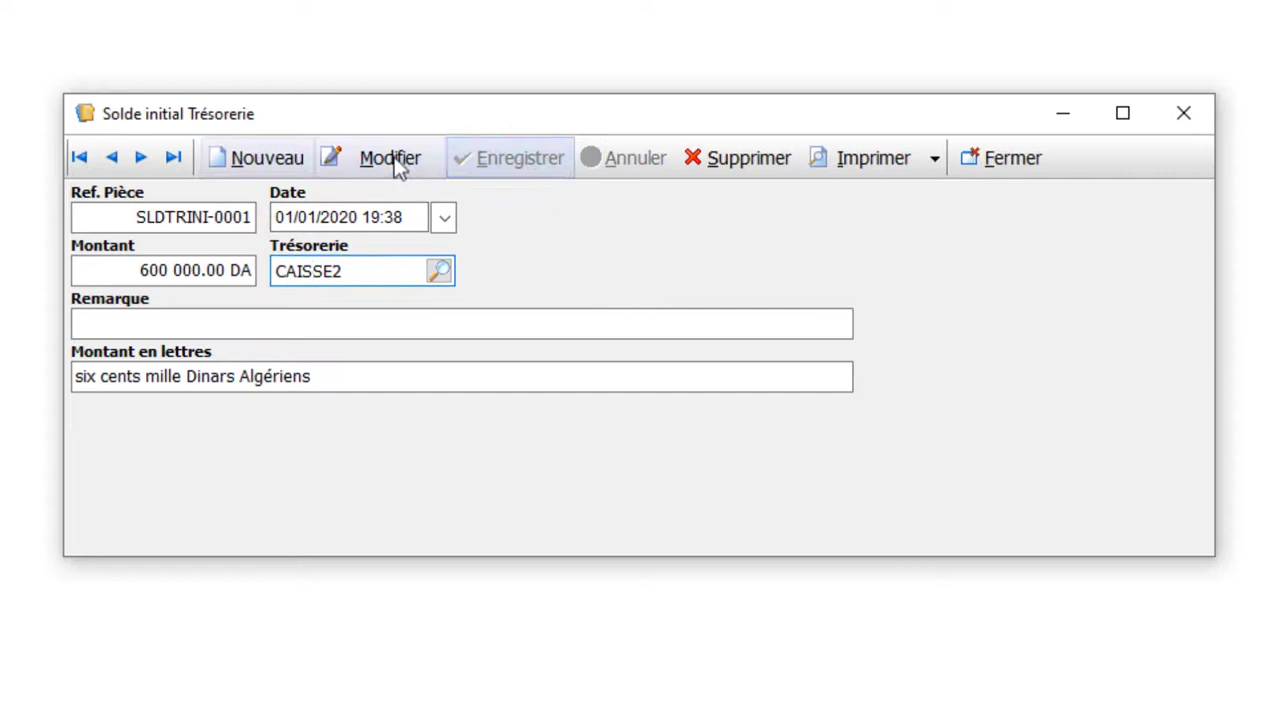 Solde initial Trésorerie
Nouveau Modifier Enregistrer Annuler Supprimer Imprimer Fermer
Ref. Pièce Date
SLDTRINI-0001 01/01/2020 19:38
Montant Trésorerie
600 000.00 DA CAISSE2
Remarque
Montant en lettres
six cents mille Dinars Algériens